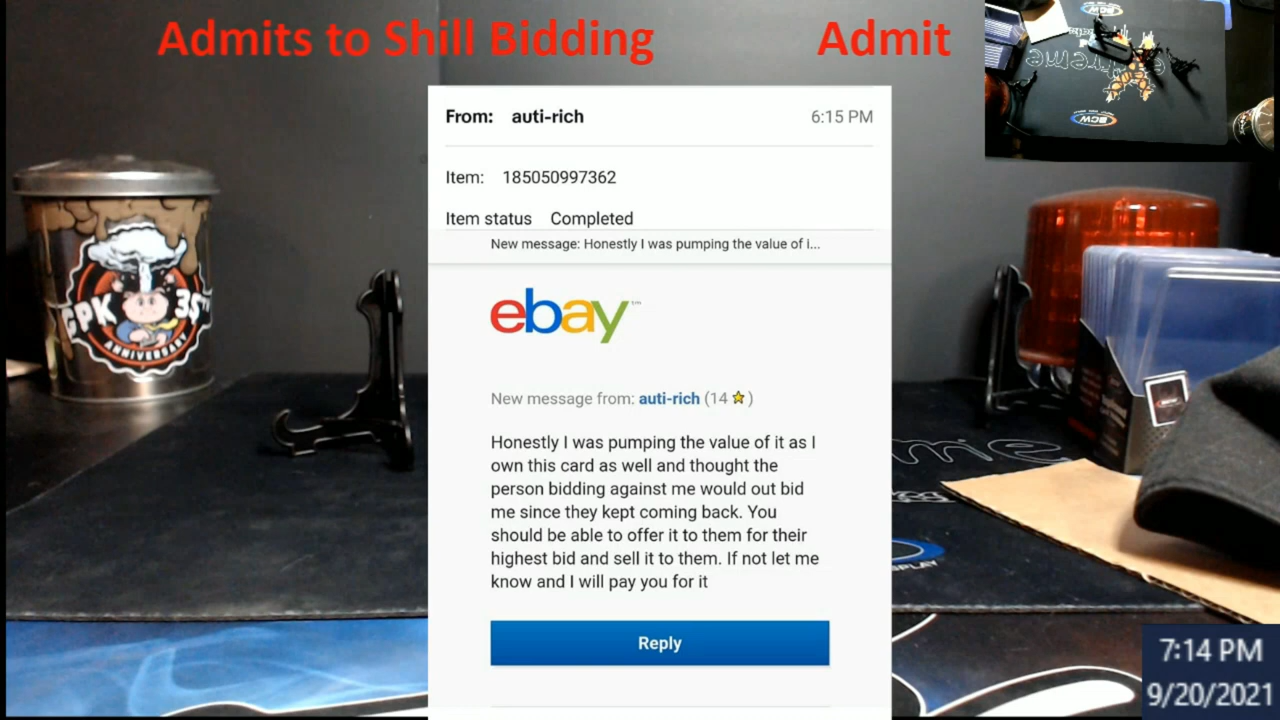 Admits to Shill Bidding Admit
From: auti-rich 6:15 PM
Item: 185050997362
Item status Completed
New message: Honestly I was pumping the value of i...
ebay™
New message from: auti-rich (14 ★)
Honestly I was pumping the value of it as I
own this card as well and thought the
person bidding against me would out bid
me since they kept coming back. You
should be able to offer it to them for their
highest bid and sell it to them. If not let me
know and I will pay you for it
Reply
GPK 35TH
ANNIVERSARY
BCW
extreme
BCW
7:14 PM
9/20/2021